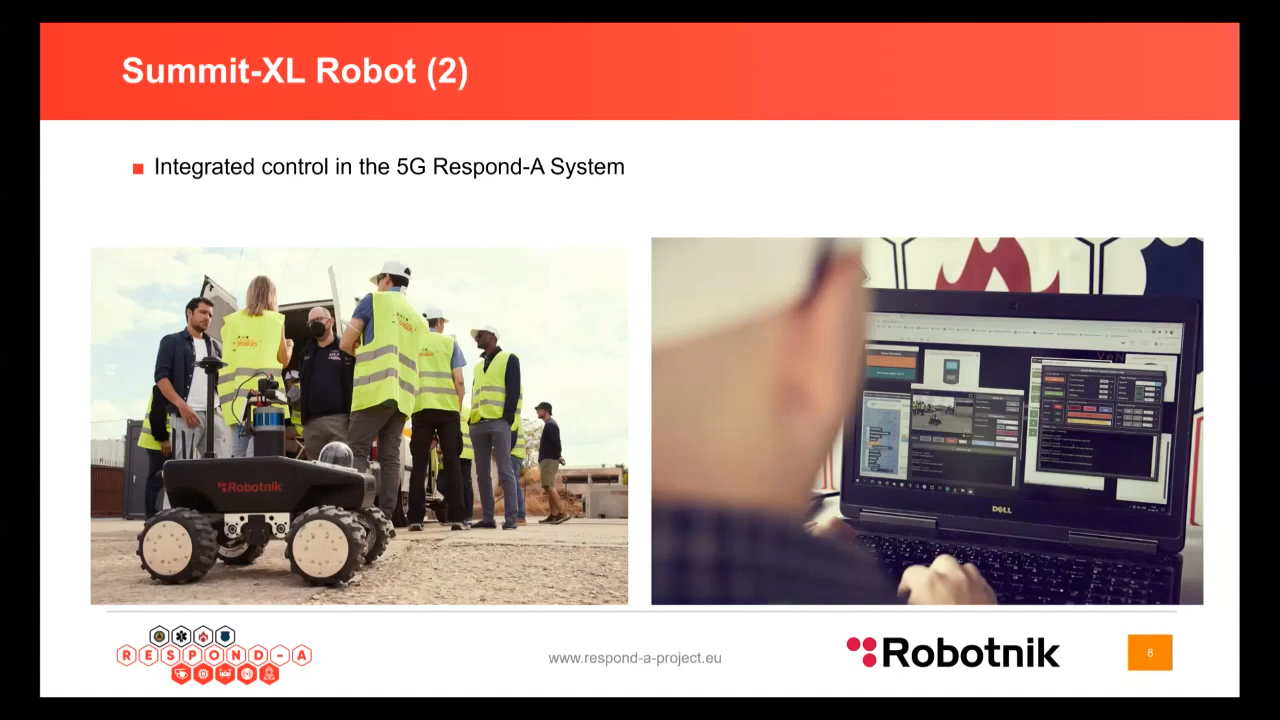 Summit-XL Robot (2)
Integrated control in the 5G Respond-A System
Robotnik
DELL
RESPOND-A
www.respond-a-project.eu
Robotnik
8